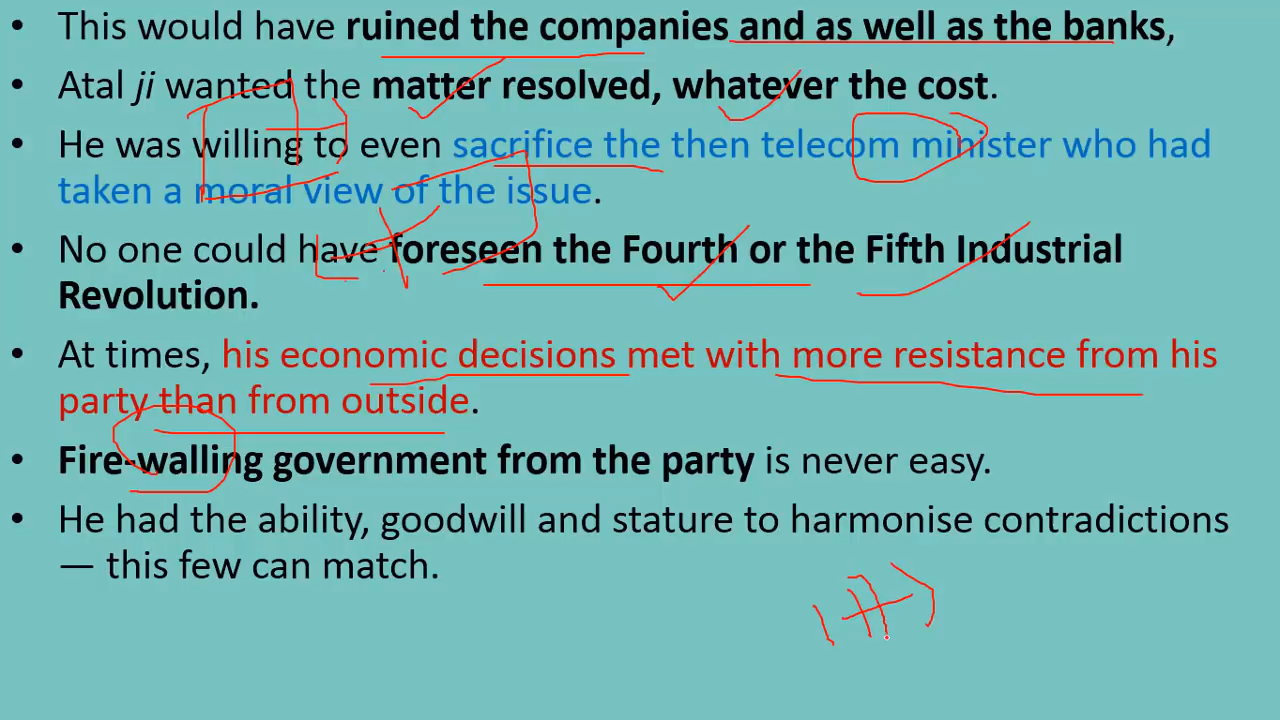 • This would have ruined the companies and as well as the banks,
• Atal ji wanted the matter resolved, whatever the cost.
• He was willing to even sacrifice the then telecom minister who had
taken a moral view of the issue.
• No one could have foreseen the Fourth or the Fifth Industrial
Revolution.
• At times, his economic decisions met with more resistance from his
party than from outside.
• Fire-walling government from the party is never easy.
• He had the ability, goodwill and stature to harmonise contradictions
— this few can match.